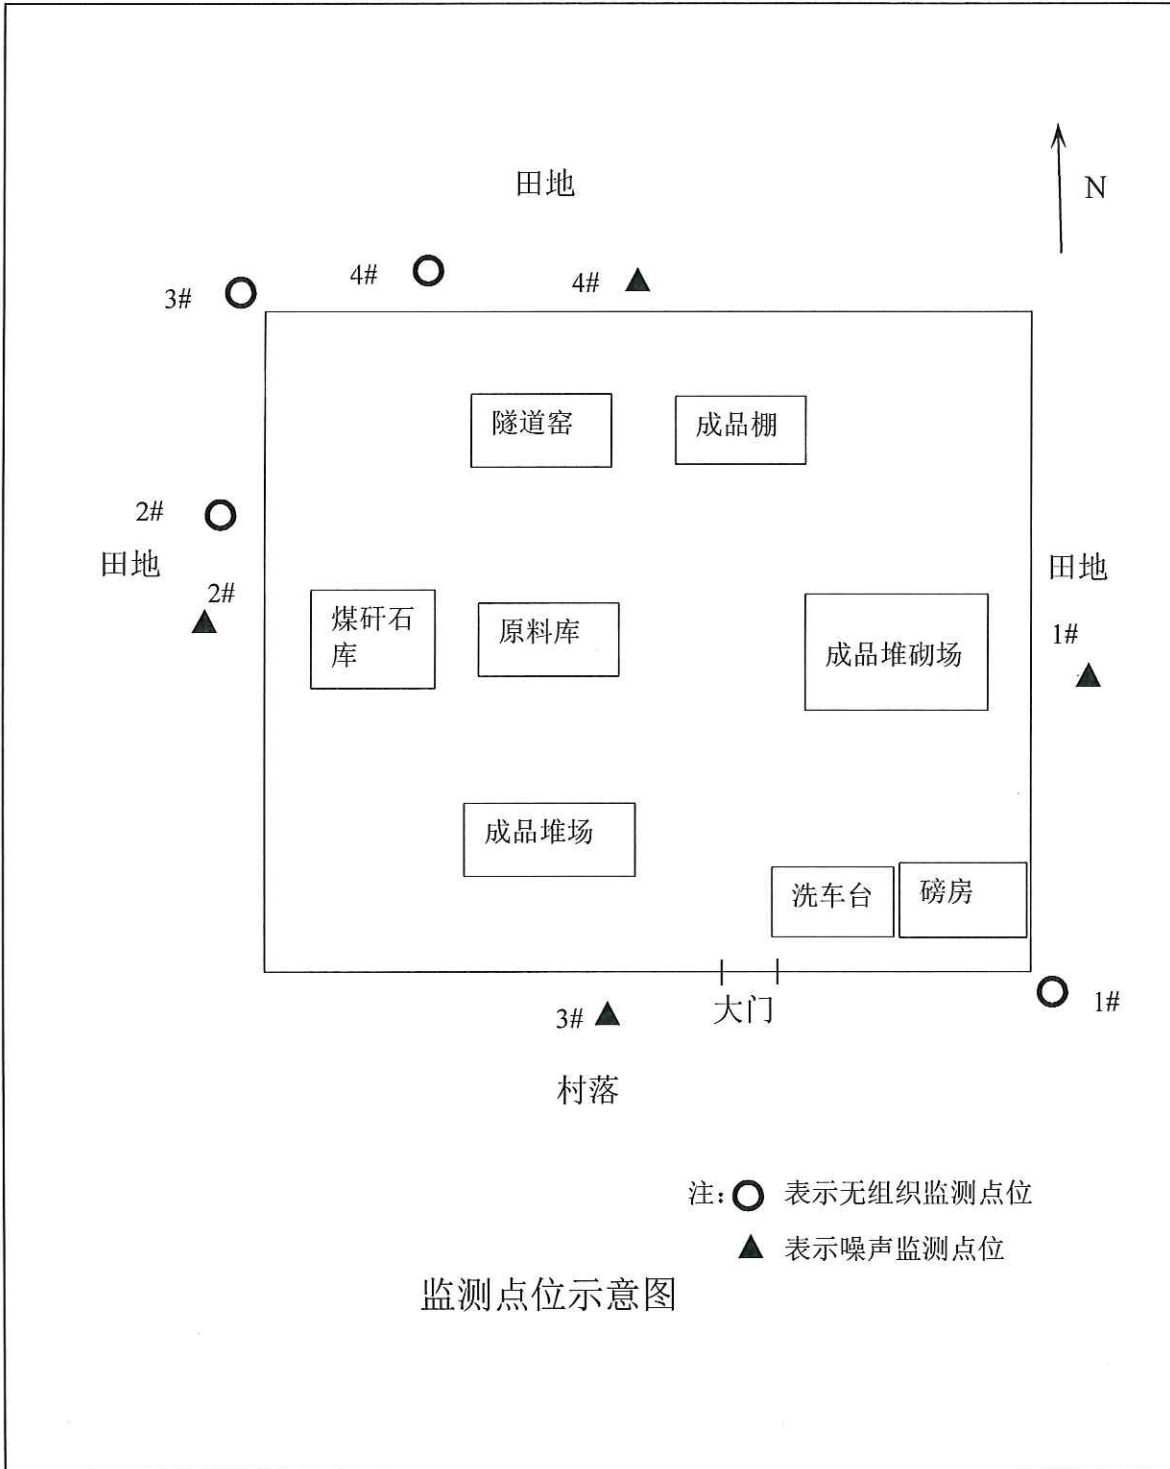 田地
N
3#
4#
4#
隧道窑
成品棚
2#
田地
2#
田地
1#
煤矸石
库
原料库
成品堆砌场
成品堆场
洗车台
磅房
3#
大门
1#
村落
注：
表示无组织监测点位
表示噪声监测点位
监测点位示意图